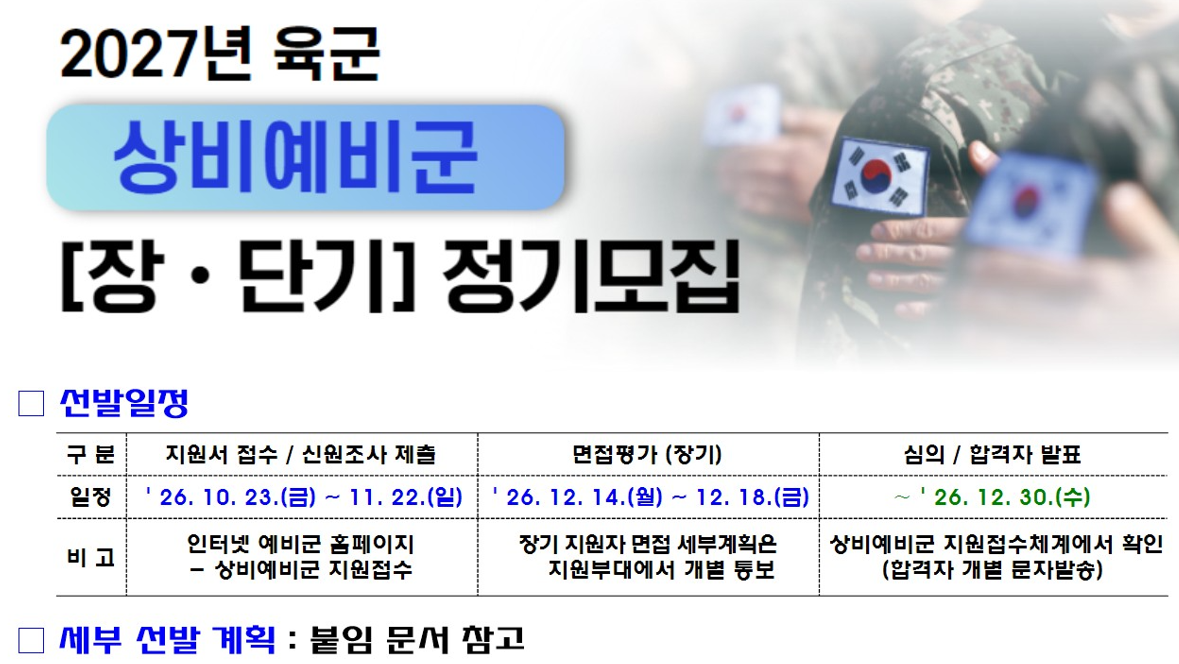 2027년 육군
상비예비군
[장·단기] 정기모집
□ 선발일정
구 분 지원서 접수 / 신원조사 제출 면접평가 (장기) 심의 / 합격자 발표
일정 ' 26. 10. 23.(금) ~ 11. 22.(일) ' 26. 12. 14.(월) ~ 12. 18.(금) ~ ' 26. 12. 30.(수)
비 고 인터넷 예비군 홈페이지 장기 지원자 면접 세부계획은 상비예비군 지원접수체계에서 확인
- 상비예비군 지원접수 지원부대에서 개별 통보 (합격자 개별 문자발송)
□ 세부 선발 계획 : 붙임 문서 참고